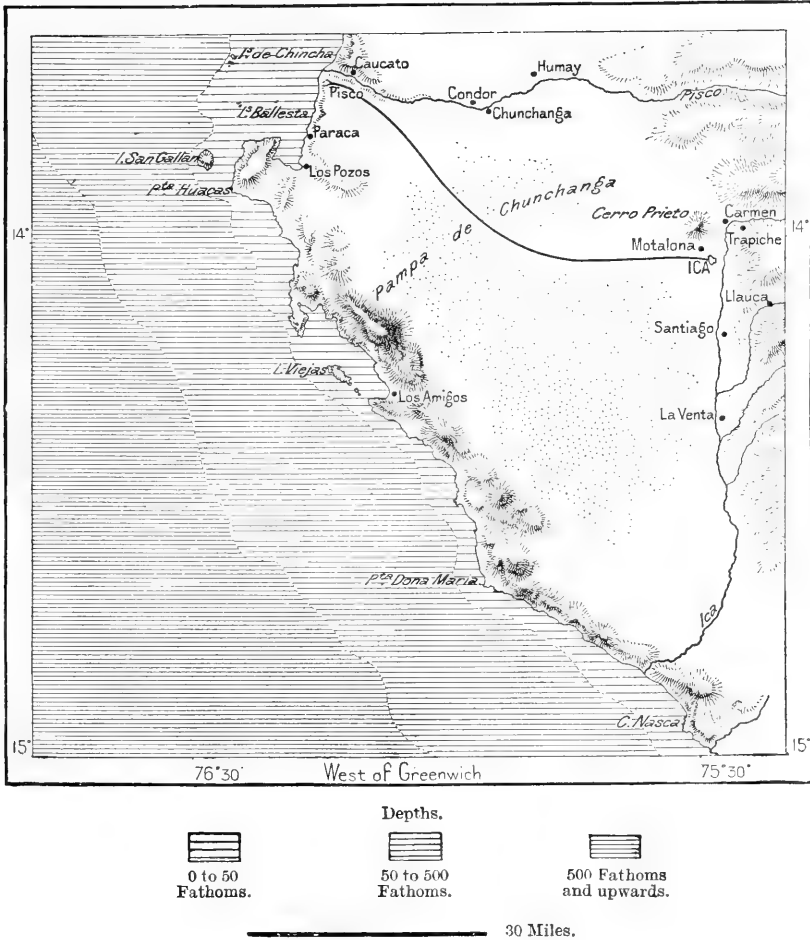 Is. de Chincha
Caucato
Humay
Pisco
Condor
Pisco
Is. Ballesta
Chunchanga
Paraca
I. San Gallan
Los Pozos
Pta. Huacas
Pampa de Chunchanga
Cerro Prieto
Carmen
14°
14°
Trapiche
Motalona
ICA
Llauca
Santiago
I. Viejas
Los Amigos
La Venta
Pta. Dona Maria
Ica
C. Nasca
15°
15°
76°30'
West of Greenwich
75°30'
Depths.
0 to 50
Fathoms.
50 to 500
Fathoms.
500 Fathoms
and upwards.
30 Miles.